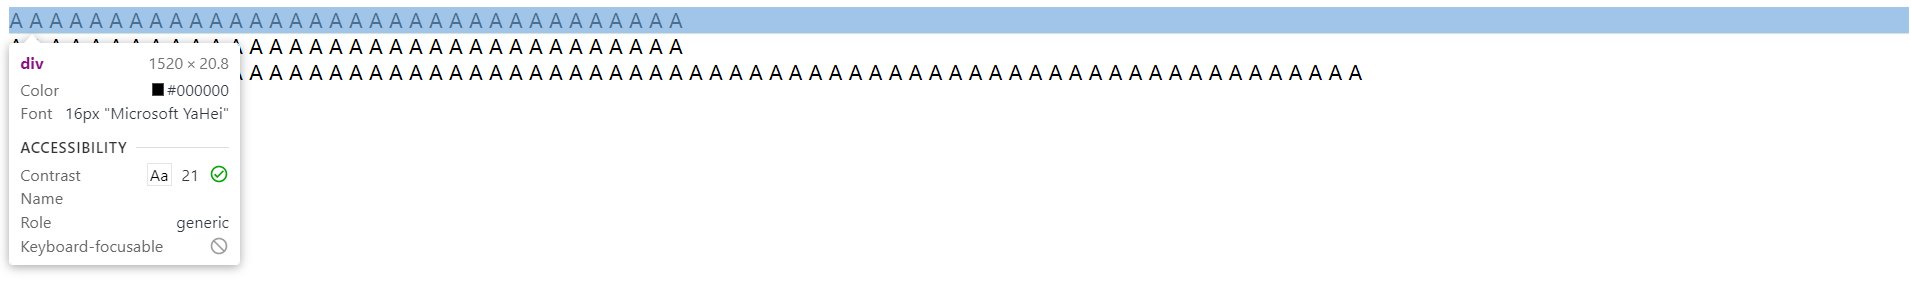 A A A A A A A A A A A A A A A A A A A A A A A A A A A A A A A A A A
A A A A A A A A A A A A A A A A A A A A A A
A A A A A A A A A A A A A A A A A A A A A A A A A A A A A A A A A A A A A A A A A A A A A A A A A A A A A A A A
div 1520 × 20.8
Color #000000
Font 16px "Microsoft YaHei"
ACCESSIBILITY
Contrast Aa 21
Name
Role generic
Keyboard-focusable